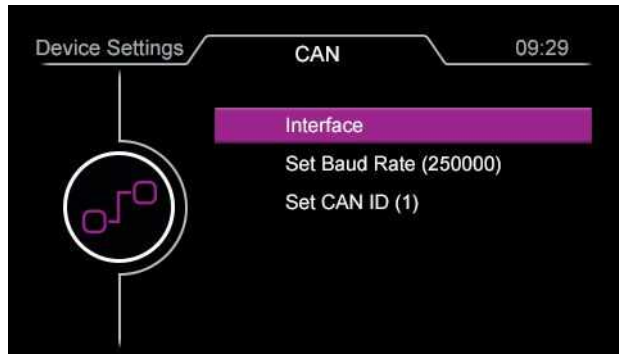 Device Settings CAN 09:29
Interface
Set Baud Rate (250000)
Set CAN ID (1)